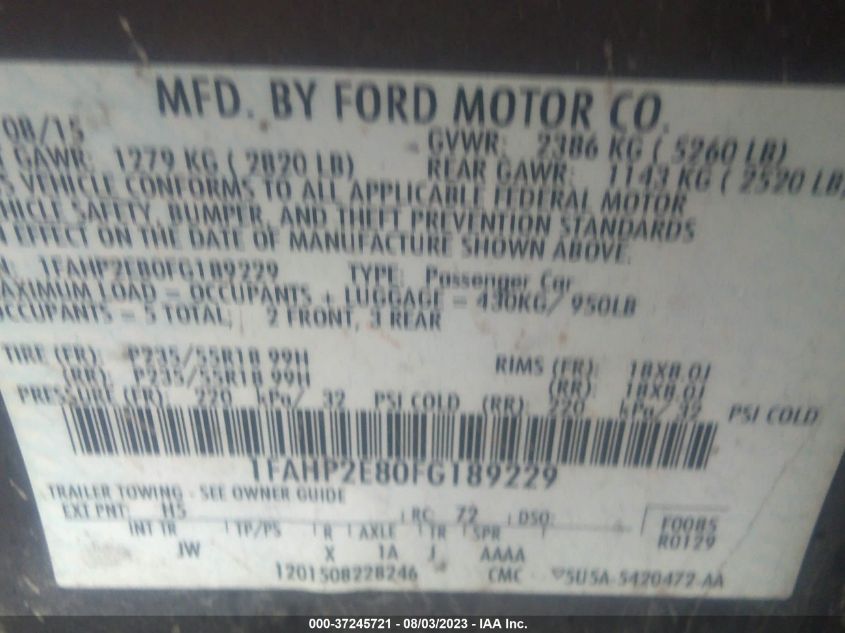 MFD. BY FORD MOTOR CO.
08/15 GVWR: 2386 KG ( 5260 LB)
GAWR: 1279 KG ( 2820 LB) REAR GAWR: 1143 KG ( 2520 LB)
VEHICLE CONFORMS TO ALL APPLICABLE FEDERAL MOTOR
HICLE SAFETY, BUMPER, AND THEFT PREVENTION STANDARDS
EFFECT ON THE DATE OF MANUFACTURE SHOWN ABOVE.
1FAHP2E80FG189229 TYPE: Passenger Car
AXIMUM LOAD = OCCUPANTS + LUGGAGE = 430KG/ 950LB
OCCUPANTS = 5 TOTAL, 2 FRONT, 3 REAR
TIRE (FR): P235/55R18 99H RIMS (FR): 18X8.0J
(RR): P235/55R18 99H (RR): 18X8.0J
PRESSURE (FR): 220 kPa/ 32 PSI COLD (RR): 220 kPa/ 32 PSI COLD
1FAHP2E80FG189229
TRAILER TOWING - SEE OWNER GUIDE
EXT PNT: H5 RC: 72 DSO: F0085
INT TR TP/PS R AXLE TR SPR R0129
JW X 1A J AAAA
1201508228246 CMC 5U5A-5420472-AA
000-37245721 - 08/03/2023 - IAA Inc.